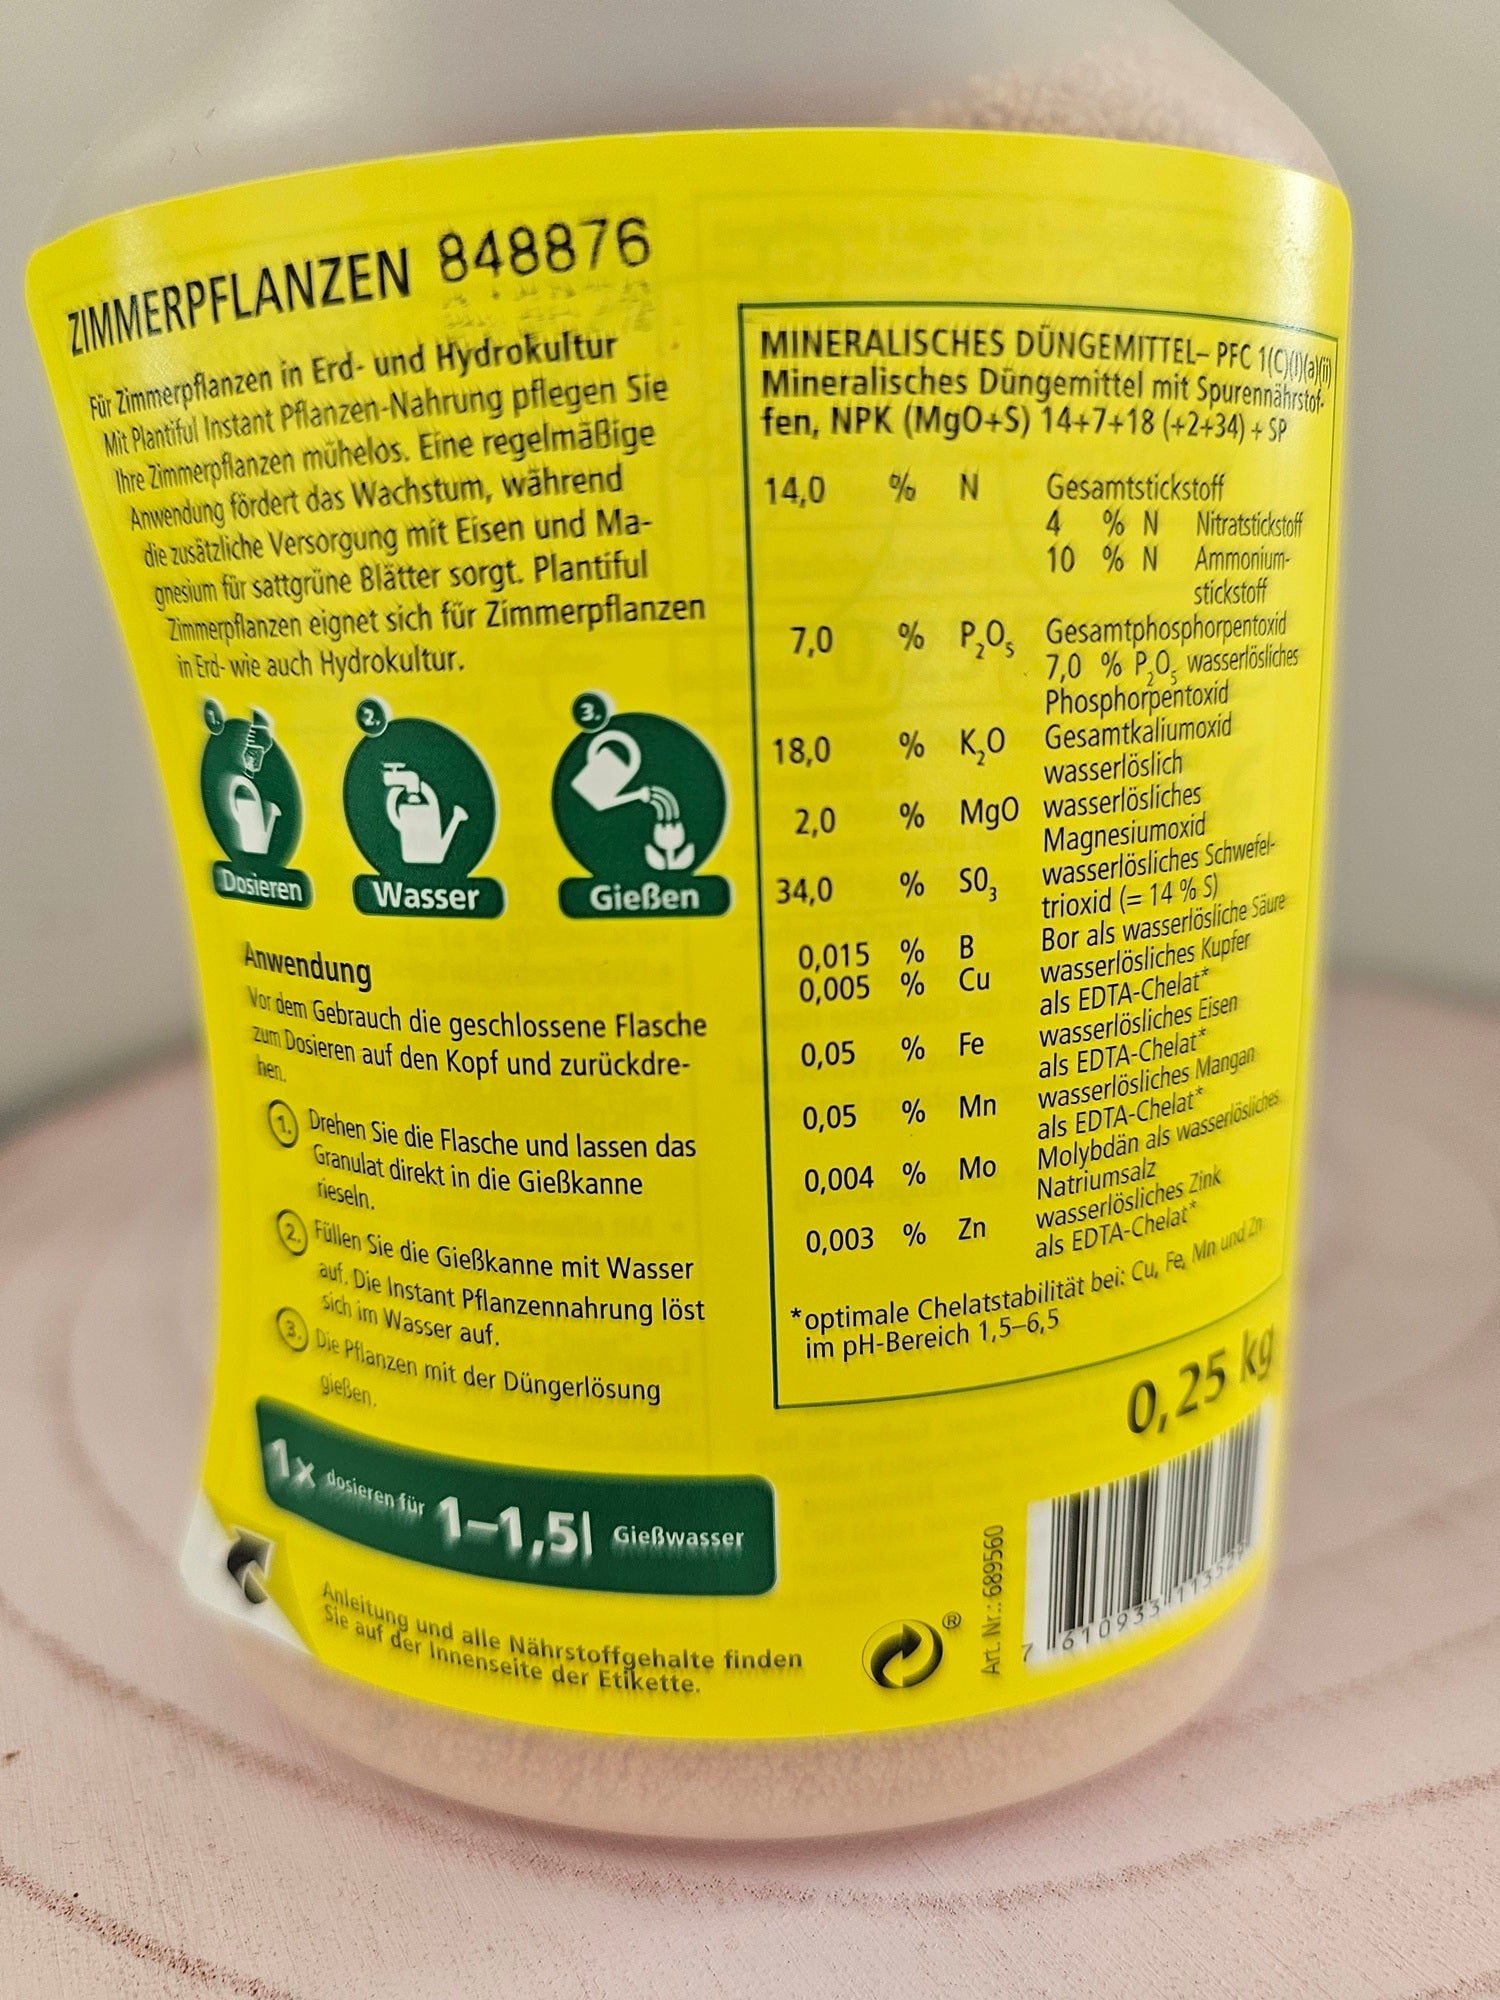 ZIMMERPFLANZEN 848876
Für Zimmerpflanzen in Erd- und Hydrokultur
Mit Plantiful Instant Pflanzen-Nahrung pflegen Sie
Ihre Zimmerpflanzen mühelos. Eine regelmäßige
Anwendung fördert das Wachstum, während
die zusätzliche Versorgung mit Eisen und Ma-
gnesium für sattgrüne Blätter sorgt. Plantiful
Zimmerpflanzen eignet sich für Zimmerpflanzen
in Erd- wie auch Hydrokultur.
1. 2. 3.
Dosieren Wasser Gießen
Anwendung
Vor dem Gebrauch die geschlossene Flasche
zum Dosieren auf den Kopf und zurückdre-
hen.
1. Drehen Sie die Flasche und lassen das
Granulat direkt in die Gießkanne
rieseln.
2. Füllen Sie die Gießkanne mit Wasser
auf. Die Instant Pflanzennahrung löst
sich im Wasser auf.
3. Die Pflanzen mit der Düngerlösung
gießen.
1x dosieren für 1–1,5l Gießwasser
Anleitung und alle Nährstoffgehalte finden
Sie auf der Innenseite der Etikette.
MINERALISCHES DÜNGEMITTEL– PFC 1(C)(I)(a)(ii)
Mineralisches Düngemittel mit Spurennährstof-
fen, NPK (MgO+S) 14+7+18 (+2+34) + SP
14,0 % N Gesamtstickstoff
4 % N Nitratstickstoff
10 % N Ammonium-
stickstoff
7,0 % P₂O₅ Gesamtphosphorpentoxid
7,0 % P₂O₅ wasserlösliches
Phosphorpentoxid
18,0 % K₂O Gesamtkaliumoxid
wasserlöslich
2,0 % MgO wasserlösliches
Magnesiumoxid
34,0 % SO₃ wasserlösliches Schwefel-
trioxid (= 14 % S)
0,015 % B Bor als wasserlösliche Säure
0,005 % Cu wasserlösliches Kupfer
als EDTA-Chelat*
0,05 % Fe wasserlösliches Eisen
als EDTA-Chelat*
0,05 % Mn wasserlösliches Mangan
als EDTA-Chelat*
0,004 % Mo Molybdän als wasserlösliches
Natriumsalz
0,003 % Zn wasserlösliches Zink
als EDTA-Chelat*
*optimale Chelatstabilität bei: Cu, Fe, Mn und Zn
im pH-Bereich 1,5–6,5
0,25 kg
®
Art. Nr.: 689560